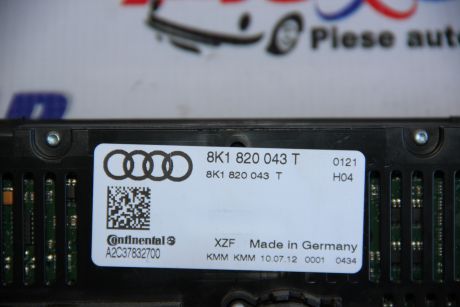 Piese auto
8K1 820 043 T 0121
8K1 820 043 T H04
Continental
A2C37832700
XZF Made in Germany
KMM KMM 10.07.12 0001 0434